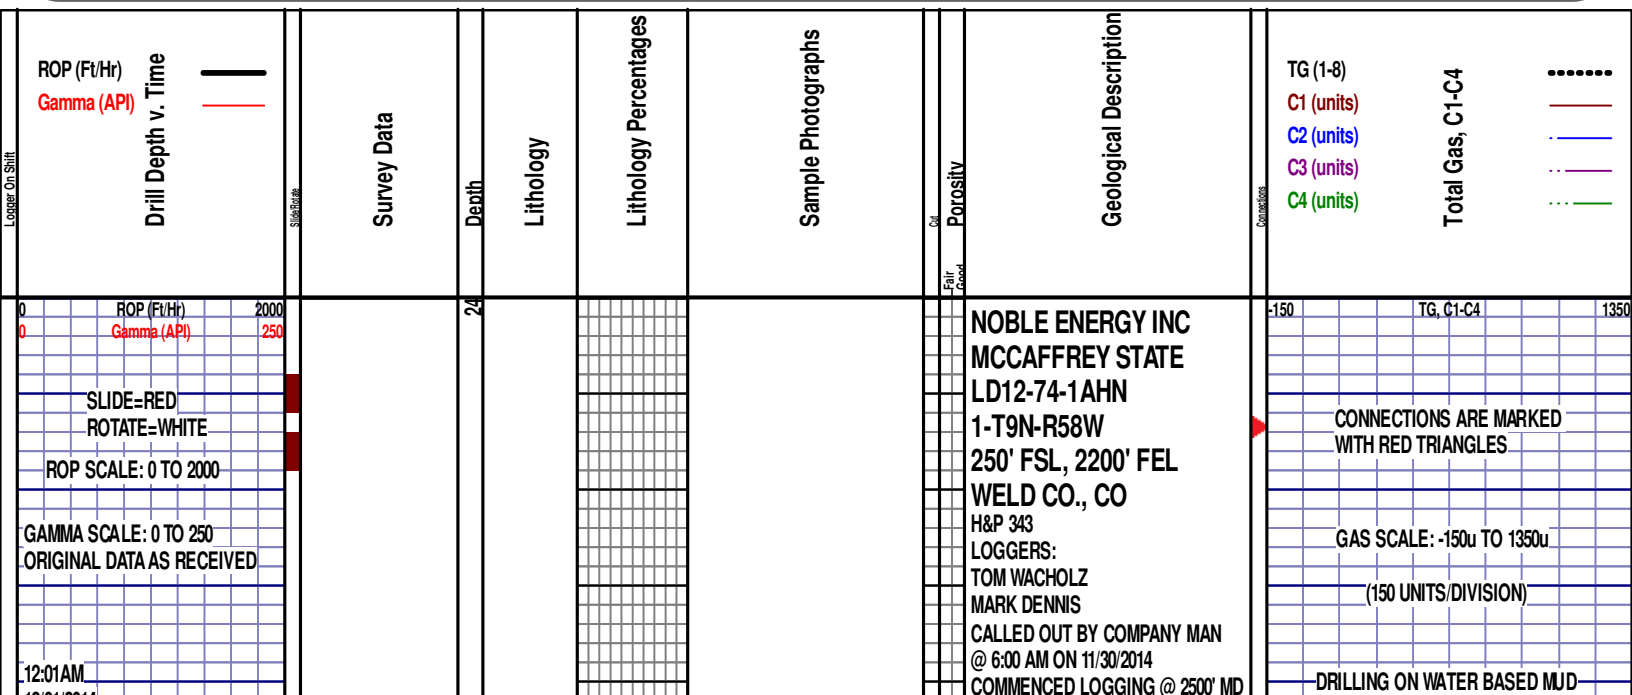 Logger On Shift
ROP (Ft/Hr)
Gamma (API)
Drill Depth v. Time
Slide/Rotate
Survey Data
Depth
Lithology
Lithology Percentages
Sample Photographs
Cut
Porosity
Fair
Good
Geological Description
Connections
TG (1-8)
C1 (units)
C2 (units)
C3 (units)
C4 (units)
Total Gas, C1-C4
0 ROP (Ft/Hr) 2000
0 Gamma (API) 250
SLIDE=RED
ROTATE=WHITE
ROP SCALE: 0 TO 2000
GAMMA SCALE: 0 TO 250
ORIGINAL DATA AS RECEIVED
12:01AM
24
NOBLE ENERGY INC
MCCAFFREY STATE
LD12-74-1AHN
1-T9N-R58W
250' FSL, 2200' FEL
WELD CO., CO
H&P 343
LOGGERS:
TOM WACHOLZ
MARK DENNIS
CALLED OUT BY COMPANY MAN
@ 6:00 AM ON 11/30/2014
COMMENCED LOGGING @ 2500' MD
-150 TG, C1-C4 1350
CONNECTIONS ARE MARKED
WITH RED TRIANGLES
GAS SCALE: -150u TO 1350u
(150 UNITS/DIVISION)
DRILLING ON WATER BASED MUD